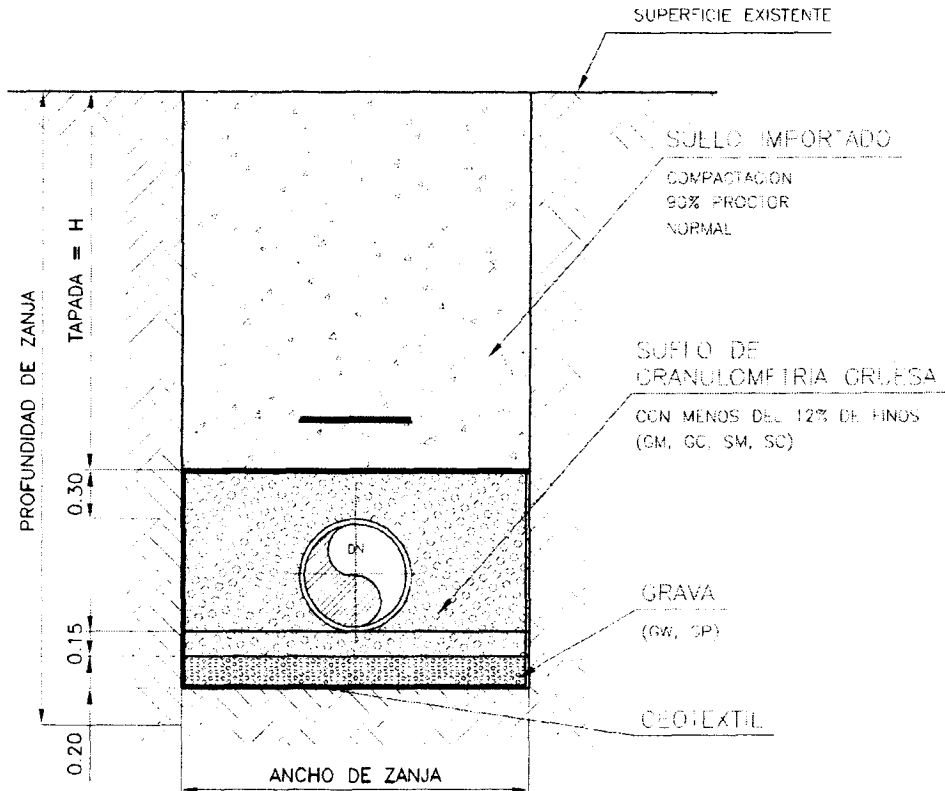 SUPERFICIE EXISTENTE
SUELO IMPORTADO
COMPACTACION
90% PROCTOR
NORMAL
TAPADA = H
PROFUNDIDAD DE ZANJA
SUELO DE
GRANULOMETRIA GRUESA
CON MENOS DEL 12% DE FINOS
(GM, GC, SM, SC)
0.30
DN
GRAVA
(GW, GP)
0.15
GEOTEXTIL
0.20
ANCHO DE ZANJA